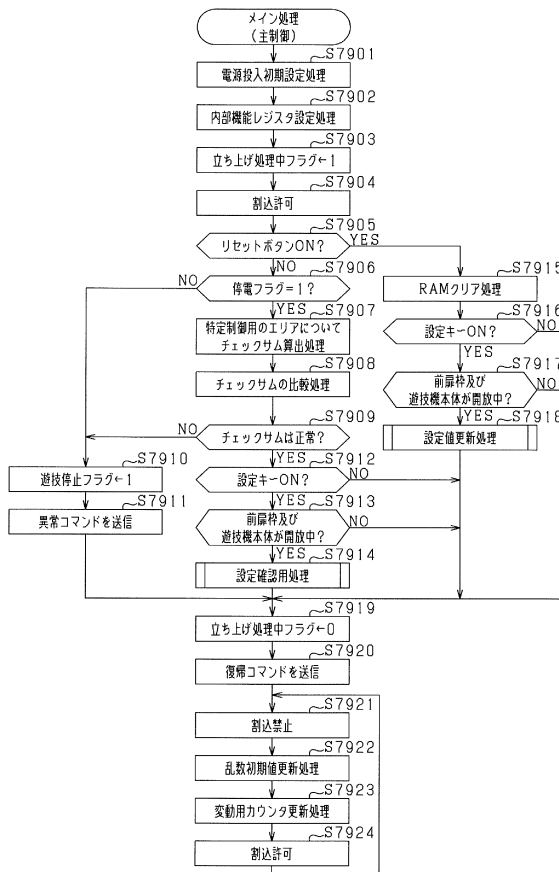 メイン処理
(主制御)
S7901
電源投入初期設定処理
S7902
内部機能レジスタ設定処理
S7903
立ち上げ処理中フラグ←1
S7904
割込許可
S7905
リセットボタンON?
YES
NO
S7906
停電フラグ=1?
NO
YES
S7907
特定制御用のエリアについて
チェックサム算出処理
S7908
チェックサムの比較処理
S7909
チェックサムは正常?
NO
YES
S7910
遊技停止フラグ←1
S7911
異常コマンドを送信
S7912
設定キーON?
NO
YES
S7913
前扉枠及び
遊技機本体が開放中?
NO
YES
S7914
設定確認用処理
S7915
RAMクリア処理
S7916
設定キーON?
NO
YES
S7917
前扉枠及び
遊技機本体が開放中?
NO
YES
S7918
設定値更新処理
S7919
立ち上げ処理中フラグ←0
S7920
復帰コマンドを送信
S7921
割込禁止
S7922
乱数初期値更新処理
S7923
変動用カウンタ更新処理
S7924
割込許可